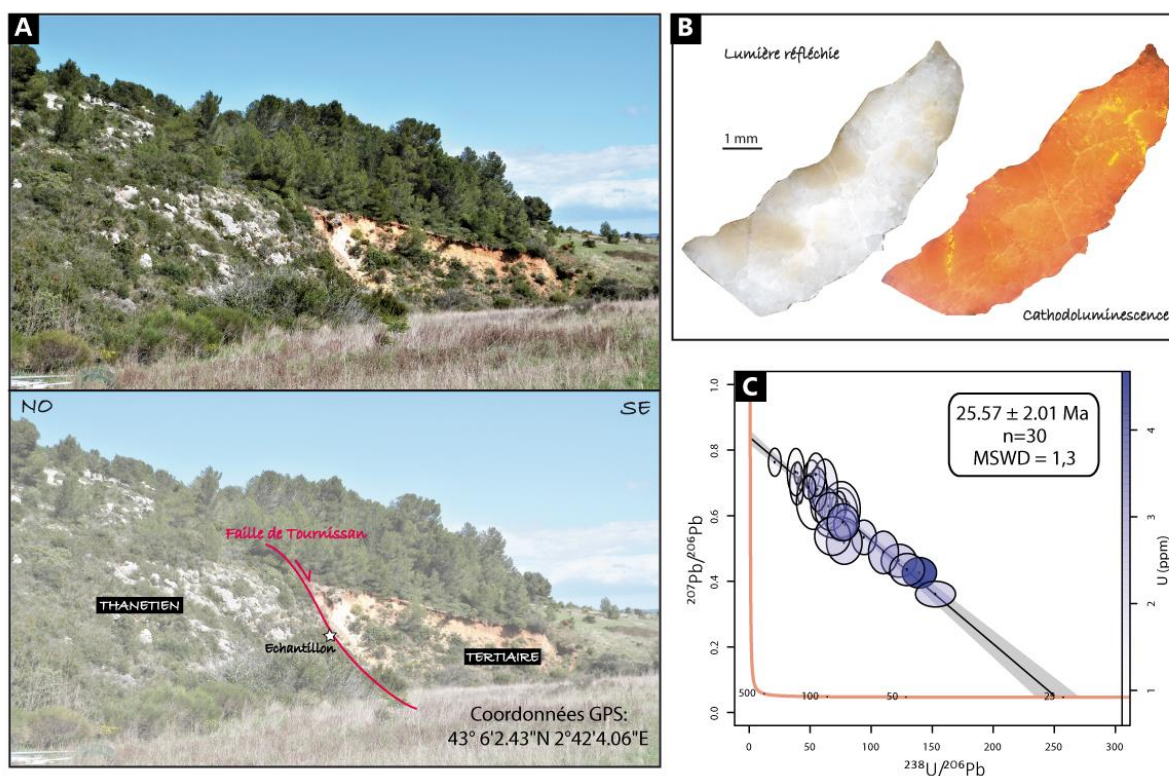 A
NO
SE
Faille de Tournissan
THANETIEN
Echantillon
TERTIAIRE
Coordonnées GPS:
43° 6'2.43"N 2°42'4.06"E
B
Lumière réfléchie
1 mm
Cathodoluminescence
C
25.57 ± 2.01 Ma
n=30
MSWD = 1,3
207Pb/206Pb
1.0
0.8
0.6
0.4
0.2
0.0
500
100
50
25
0
50
100
150
200
250
300
238U/206Pb
4
3
2
1
U (ppm)